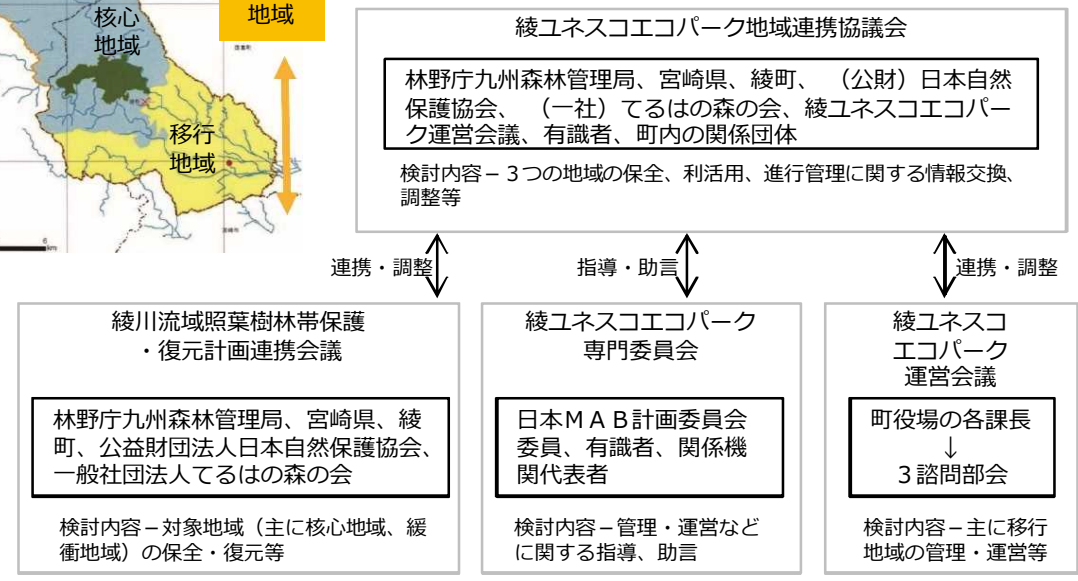 核心
地域
地域
移行
地域
6
km
綾ユネスコエコパーク地域連携協議会
林野庁九州森林管理局、宮崎県、綾町、（公財）日本自然
保護協会、（一社）てるはの森の会、綾ユネスコエコパー
ク運営会議、有識者、町内の関係団体
検討内容－３つの地域の保全、利活用、進行管理に関する情報交換、
調整等
連携・調整
指導・助言
連携・調整
綾川流域照葉樹林帯保護
・復元計画連携会議
林野庁九州森林管理局、宮崎県、綾
町、公益財団法人日本自然保護協会、
一般社団法人てるはの森の会
検討内容－対象地域（主に核心地域、緩
衝地域）の保全・復元等
綾ユネスコエコパーク
専門委員会
日本ＭＡＢ計画委員会
委員、有識者、関係機
関代表者
検討内容－管理・運営など
に関する指導、助言
綾ユネスコ
エコパーク
運営会議
町役場の各課長
↓
３諮問部会
検討内容－主に移行
地域の管理・運営等